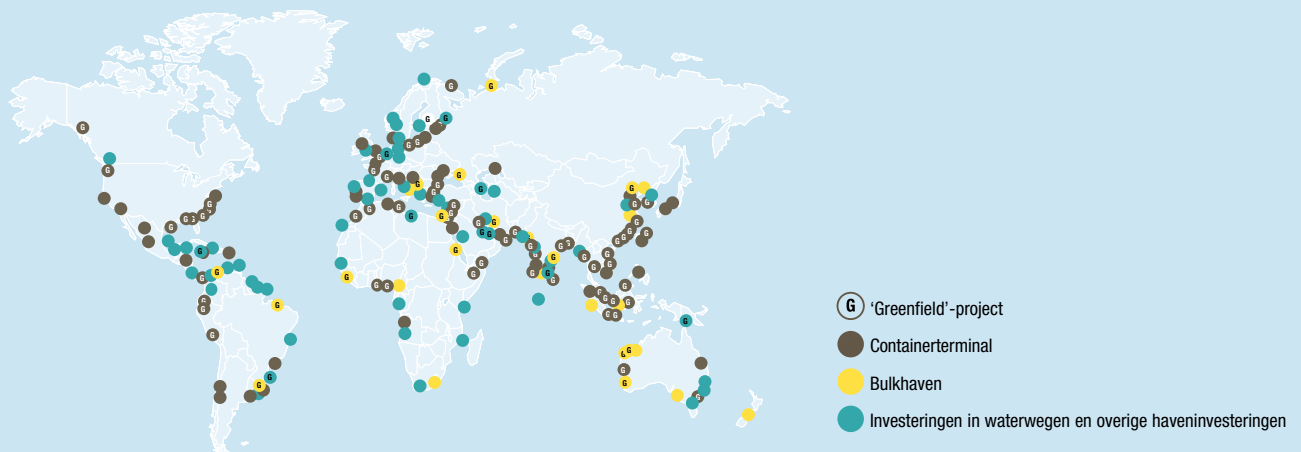 G 'Greenfield'-project
Containerterminal
Bulkhaven
Investeringen in waterwegen en overige haveninvesteringen